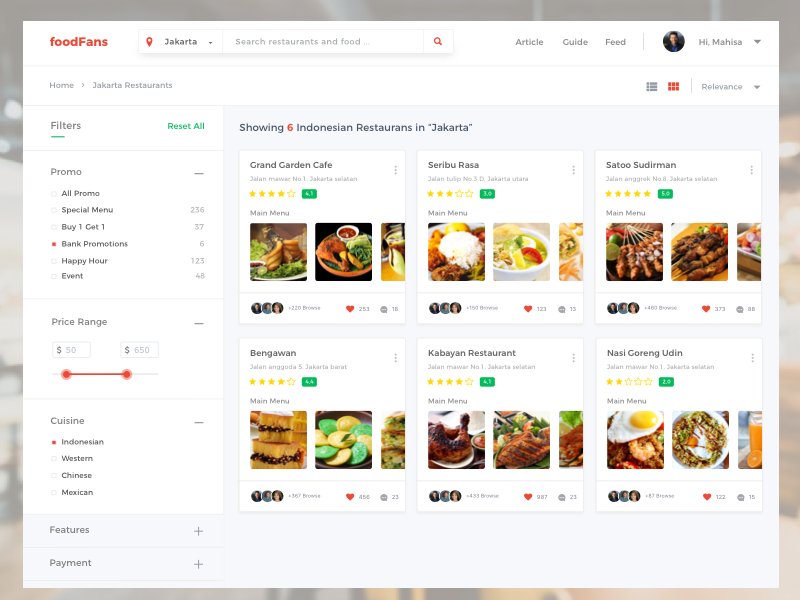 foodFans
Jakarta
Search restaurants and food ...
Article
Guide
Feed
Hi, Mahisa
Home > Jakarta Restaurants
Relevance
Filters
Reset All
Promo
All Promo
Special Menu 236
Buy 1 Get 1 37
Bank Promotions 6
Happy Hour 123
Event 48
Price Range
$ 50
$ 650
Cuisine
Indonesian
Western
Chinese
Mexican
Features
Payment
Showing 6 Indonesian Restaurans in "Jakarta"
Grand Garden Cafe
Jalan mawar No.1, Jakarta selatan
4.1
Main Menu
+220 Browse
253
18
Seribu Rasa
Jalan tulip No.3 D, Jakarta utara
3.0
Main Menu
+150 Browse
123
13
Satoo Sudirman
Jalan anggrek No.8, Jakarta selatan
5.0
Main Menu
+460 Browse
373
88
Bengawan
Jalan anggoda 5, Jakarta barat
4.4
Main Menu
+367 Browse
456
23
Kabayan Restaurant
Jalan mawar No.1, Jakarta selatan
4.1
Main Menu
+433 Browse
987
23
Nasi Goreng Udin
Jalan mawar No.1, Jakarta selatan
2.0
Main Menu
+87 Browse
122
15